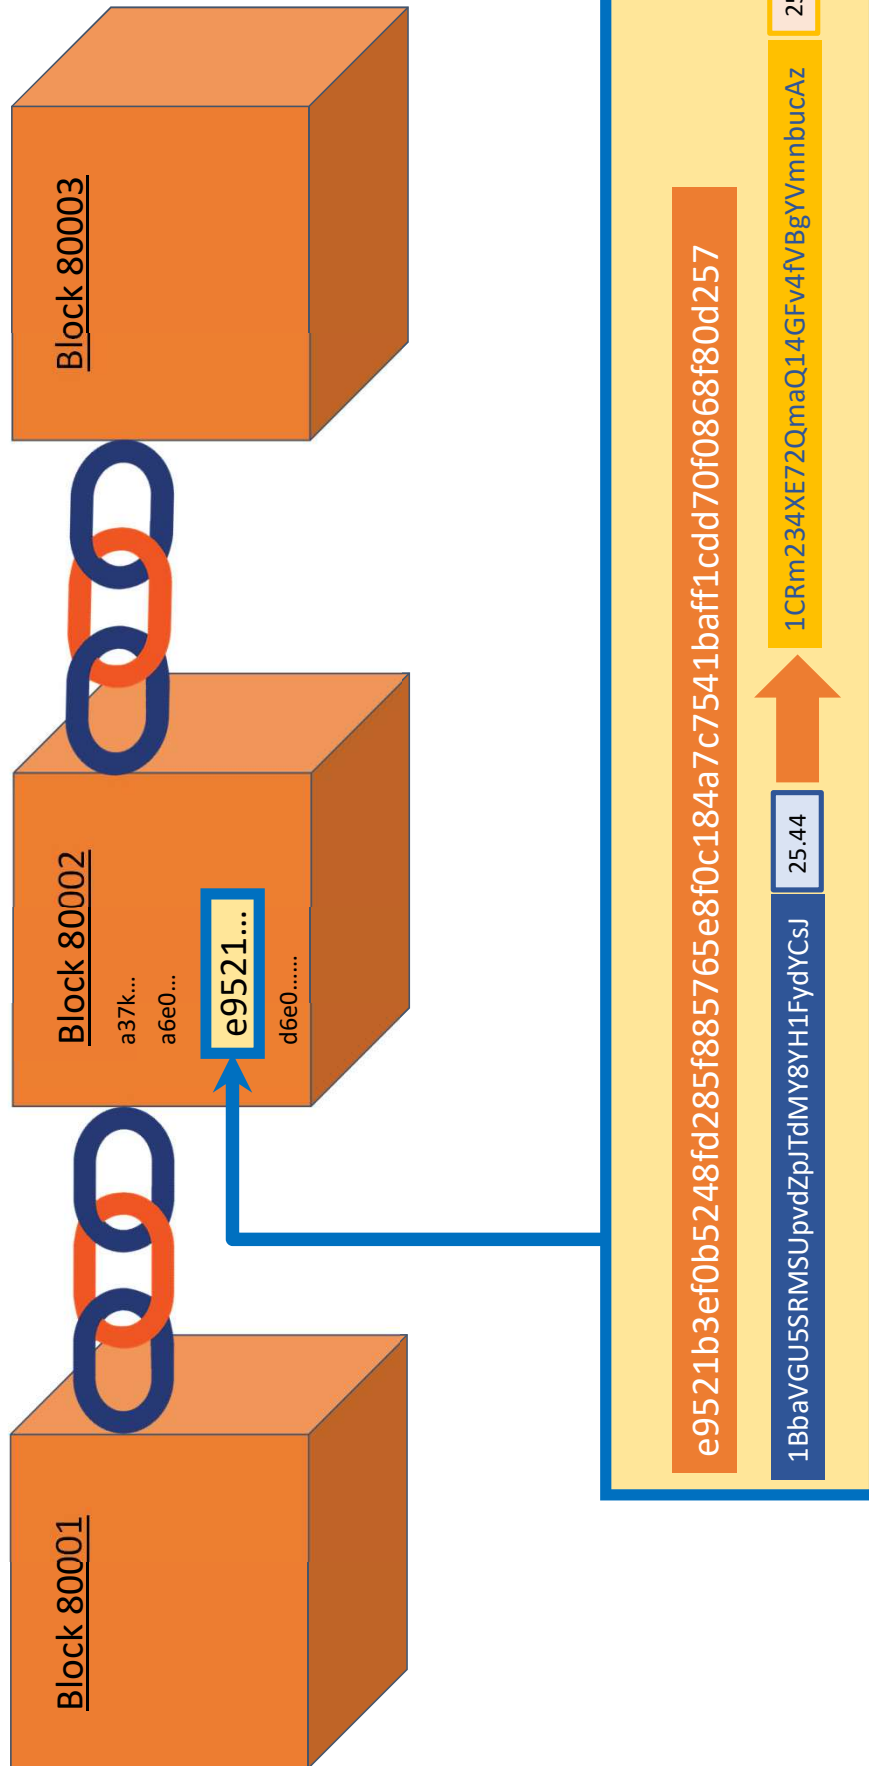 Block 80001
Block 80002
a37k...
a6e0...
e9521...
d6e0......
Block 80003
e9521b3ef0b5248fd285f885765e8f0c184a7c7541baff1cdd70f0868f80d257
1BbaVGU5SRMSUpvdZpJTdMY8YH1FydYCsJ
25.44
1CRm234XE72QmaQ14GFv4fVBgYVmnbucAz